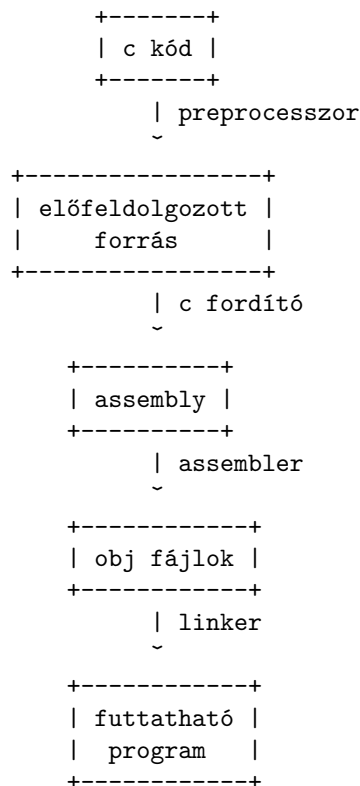 c kód
preprocesszor
előfeldolgozott
forrás
c fordító
assembly
assembler
obj fájlok
linker
futtatható
program